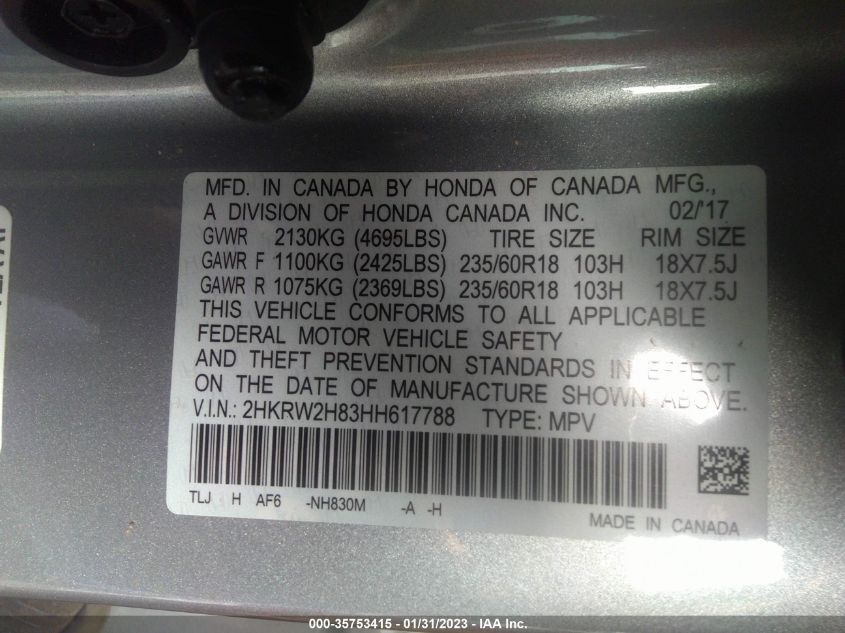 MFD. IN CANADA BY HONDA OF CANADA MFG.,
A DIVISION OF HONDA CANADA INC. 02/'17
GVWR 2130KG (4695LBS) TIRE SIZE RIM SIZE
GAWR F 1100KG (2425LBS) 235/60R18 103H 18X7.5J
GAWR R 1075KG (2369LBS) 235/60R18 103H 18X7.5J
THIS VEHICLE CONFORMS TO ALL APPLICABLE
FEDERAL MOTOR VEHICLE SAFETY
AND THEFT PREVENTION STANDARDS IN EFFECT
ON THE DATE OF MANUFACTURE SHOWN ABOVE.
V.I.N.: 2HKRW2H83HH617788 TYPE: MPV
TLJ H AF6 -NH830M -A -H
MADE IN CANADA
000-35753415 - 01/31/2023 - IAA Inc.